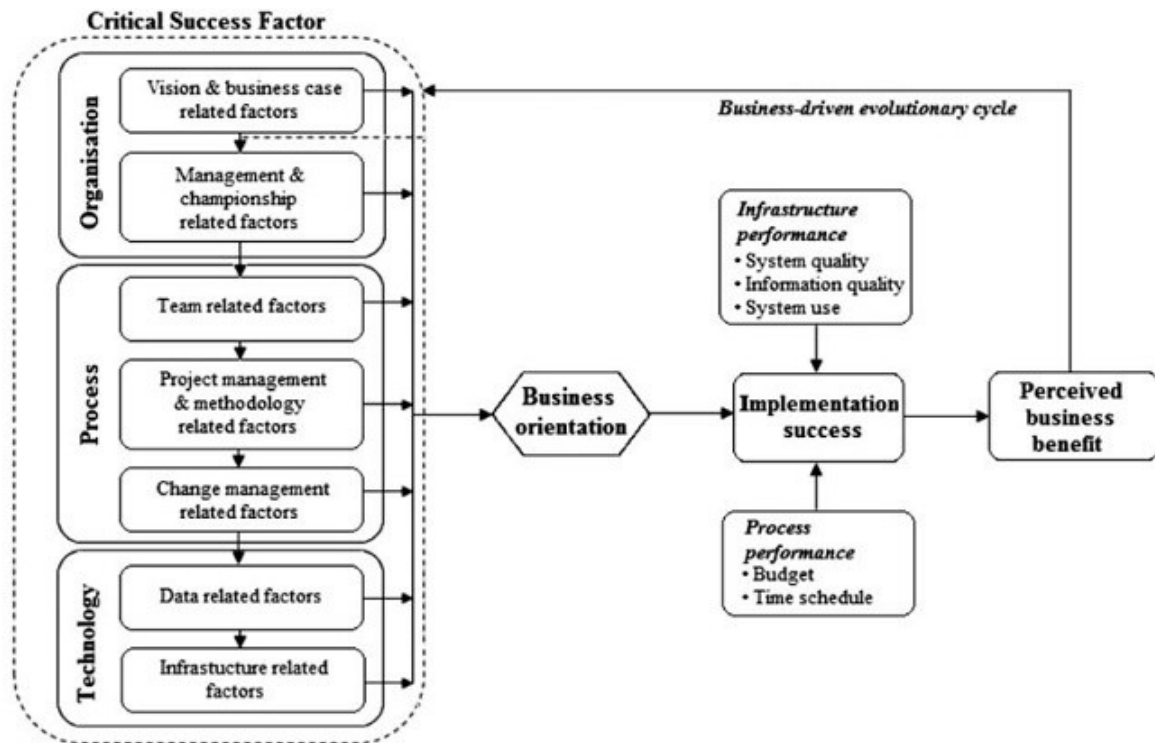 Critical Success Factor
Organisation
Vision & business case
related factors
Management &
championship
related factors
Process
Team related factors
Project management
& methodology
related factors
Change management
related factors
Technology
Data related factors
Infrastucture related
factors
Business
orientation
Business-driven evolutionary cycle
Infrastructure
performance
• System quality
• Information quality
• System use
Implementation
success
Process
performance
• Budget
• Time schedule
Perceived
business
benefit